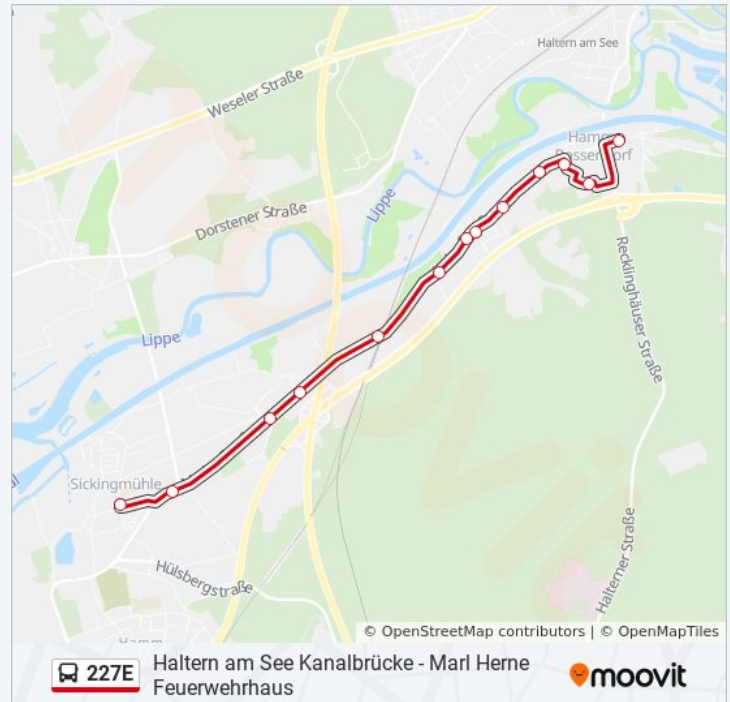 Haltern am See
Weseler Straße
Lippe
Dorstener Straße
Recklinghäuser Straße
Lippe
Sickingmühle
Hülsbergstraße
Halterner Straße
© OpenStreetMap contributors | © OpenMapTiles
227E
Haltern am See Kanalbrücke - Marl Herne
Feuerwehrhaus
moovit